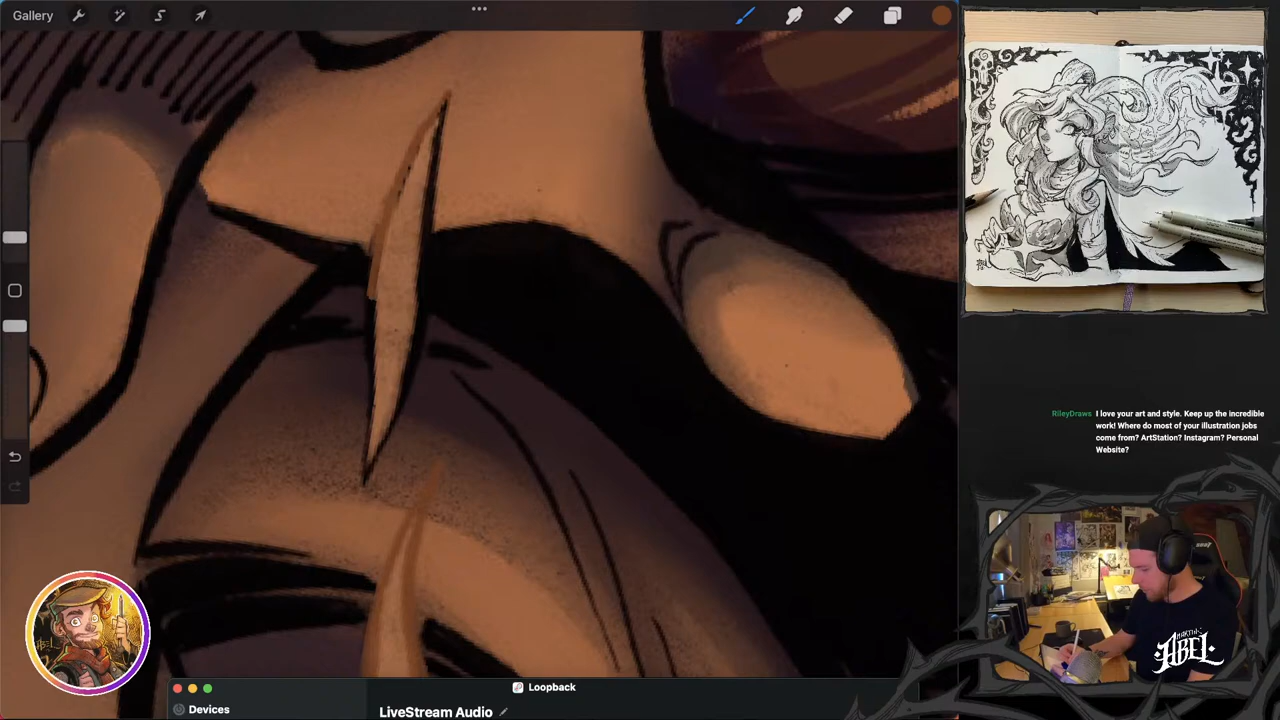 Gallery
RileyDraws I love your art and style. Keep up the incredible
work! Where do most of your illustration jobs
come from? ArtStation? Instagram? Personal
Website?
MARTIN
ABEL
Loopback
Devices
LiveStream Audio